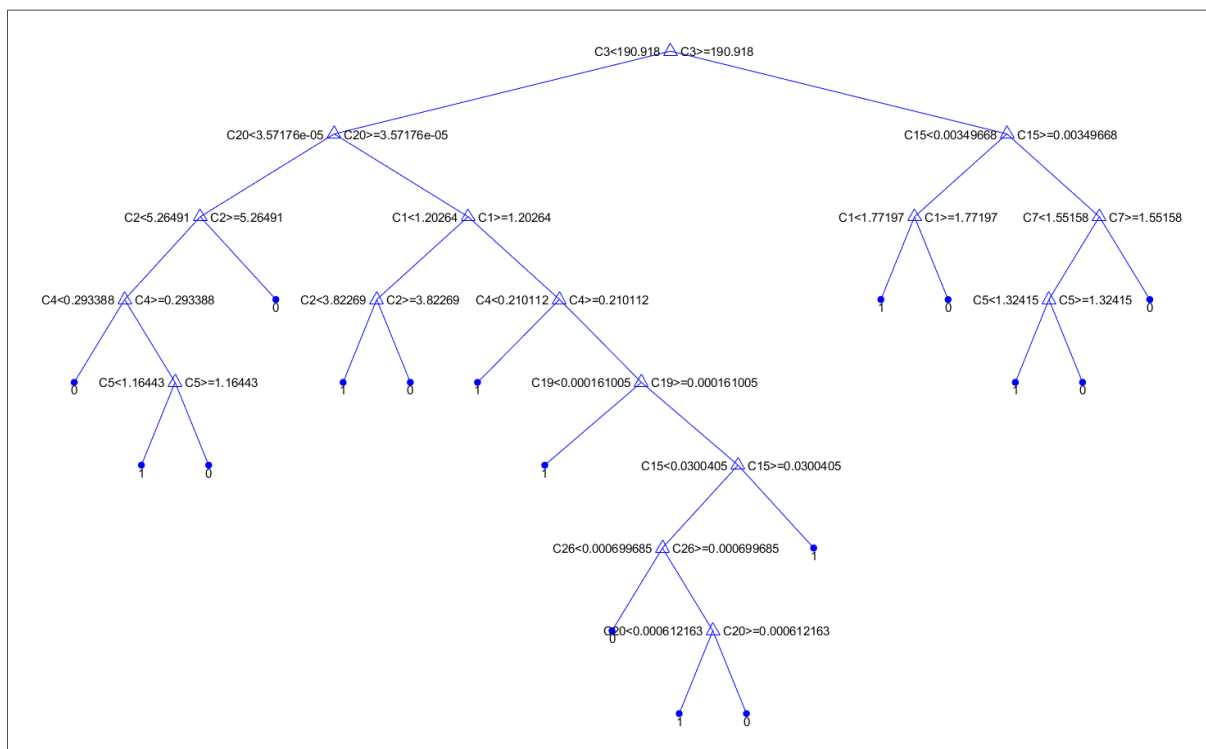 C3<190.918 C3>=190.918
C20<3.57176e-05 C20>=3.57176e-05 C15<0.00349668 C15>=0.00349668
C2<5.26491 C2>=5.26491 C1<1.20264 C1>=1.20264 C1<1.77197 C1>=1.77197 C7<1.55158 C7>=1.55158
C4<0.293388 C4>=0.293388 0 C2<3.82269 C2>=3.82269 C4<0.210112 C4>=0.210112 1 0 C5<1.32415 C5>=1.32415 0
0 C5<1.16443 C5>=1.16443 1 0 1 C19<0.000161005 C19>=0.000161005 1 0
1 0 1 C15<0.0300405 C15>=0.0300405
C26<0.000699685 C26>=0.000699685 1
0 C20<0.000612163 C20>=0.000612163
1 0